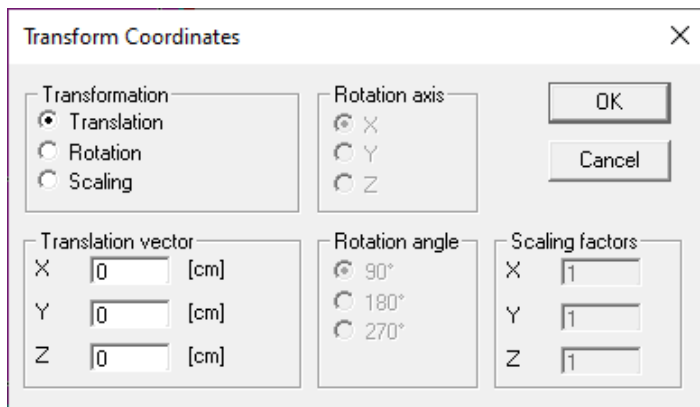 Transform Coordinates
Transformation
Translation
Rotation
Scaling
Rotation axis
X
Y
Z
OK
Cancel
Translation vector
X 0 [cm]
Y 0 [cm]
Z 0 [cm]
Rotation angle
90°
180°
270°
Scaling factors
X 1
Y 1
Z 1